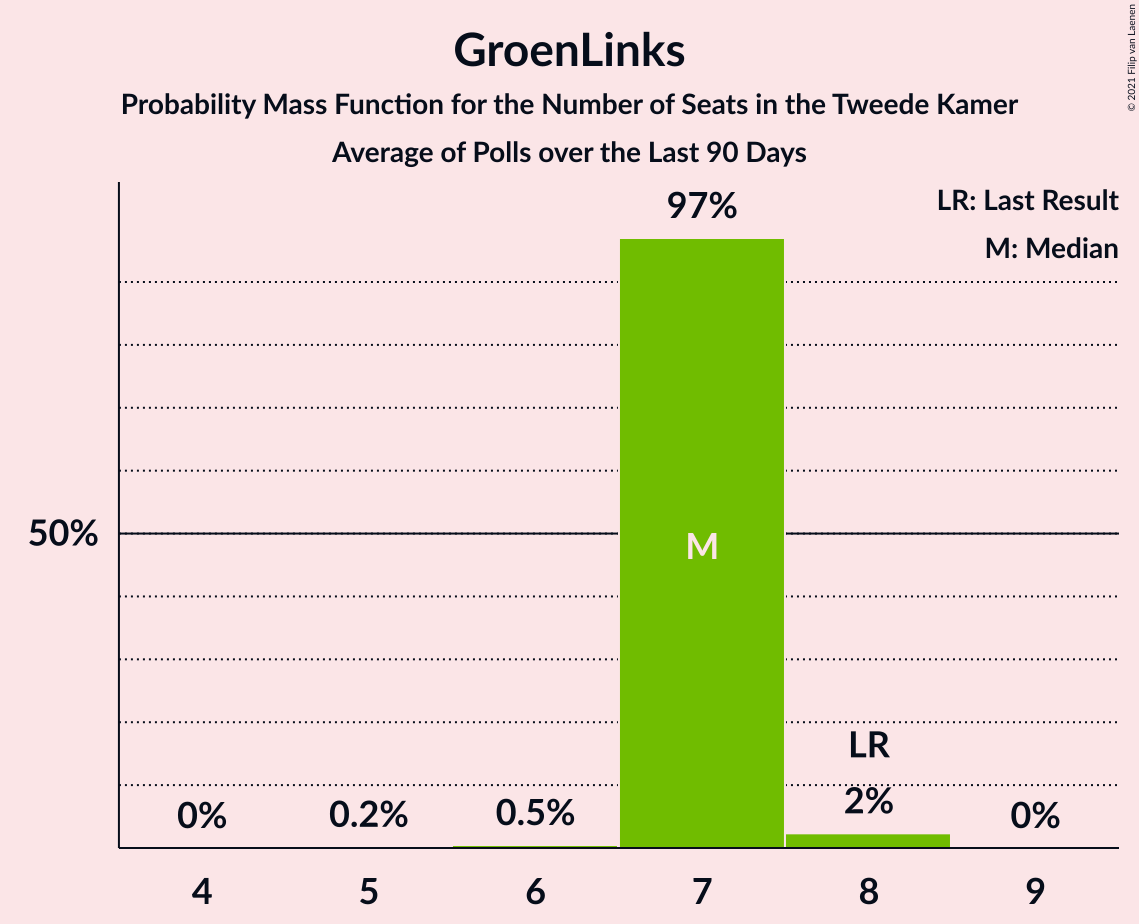 GroenLinks
Probability Mass Function for the Number of Seats in the Tweede Kamer
Average of Polls over the Last 90 Days
© 2021 Filip van Laenen
LR: Last Result
M: Median
97%
50%
M
LR
0%
0.2%
0.5%
2%
0%
4
5
6
7
8
9